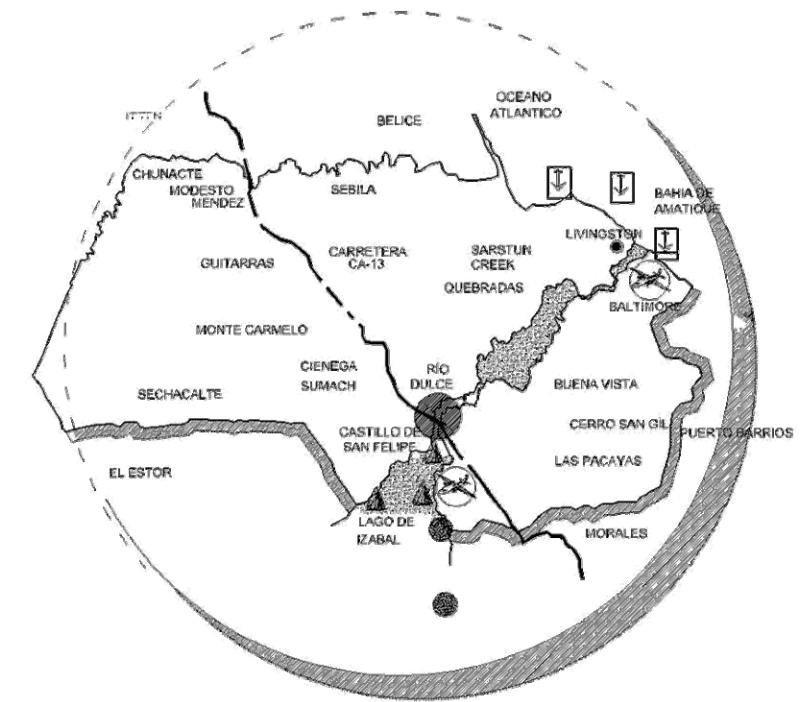 OCEANO
ATLANTICO
BELICE
CHUNACTE
MODESTO
MENDEZ
SEBILA
BAHIA DE
AMATIQUE
LIVINGSTON
GUITARRAS
CARRETERA
CA-13
SARSTUN
CREEK
QUEBRADAS
BALTIMORE
MONTE CARMELO
CIENEGA
SUMACH
RÍO
DULCE
SECHACALTE
BUENA VISTA
CASTILLO DE
SAN FELIPE
CERRO SAN GIL
PUERTO BARRIOS
EL ESTOR
LAS PACAYAS
LAGO DE
IZABAL
MORALES